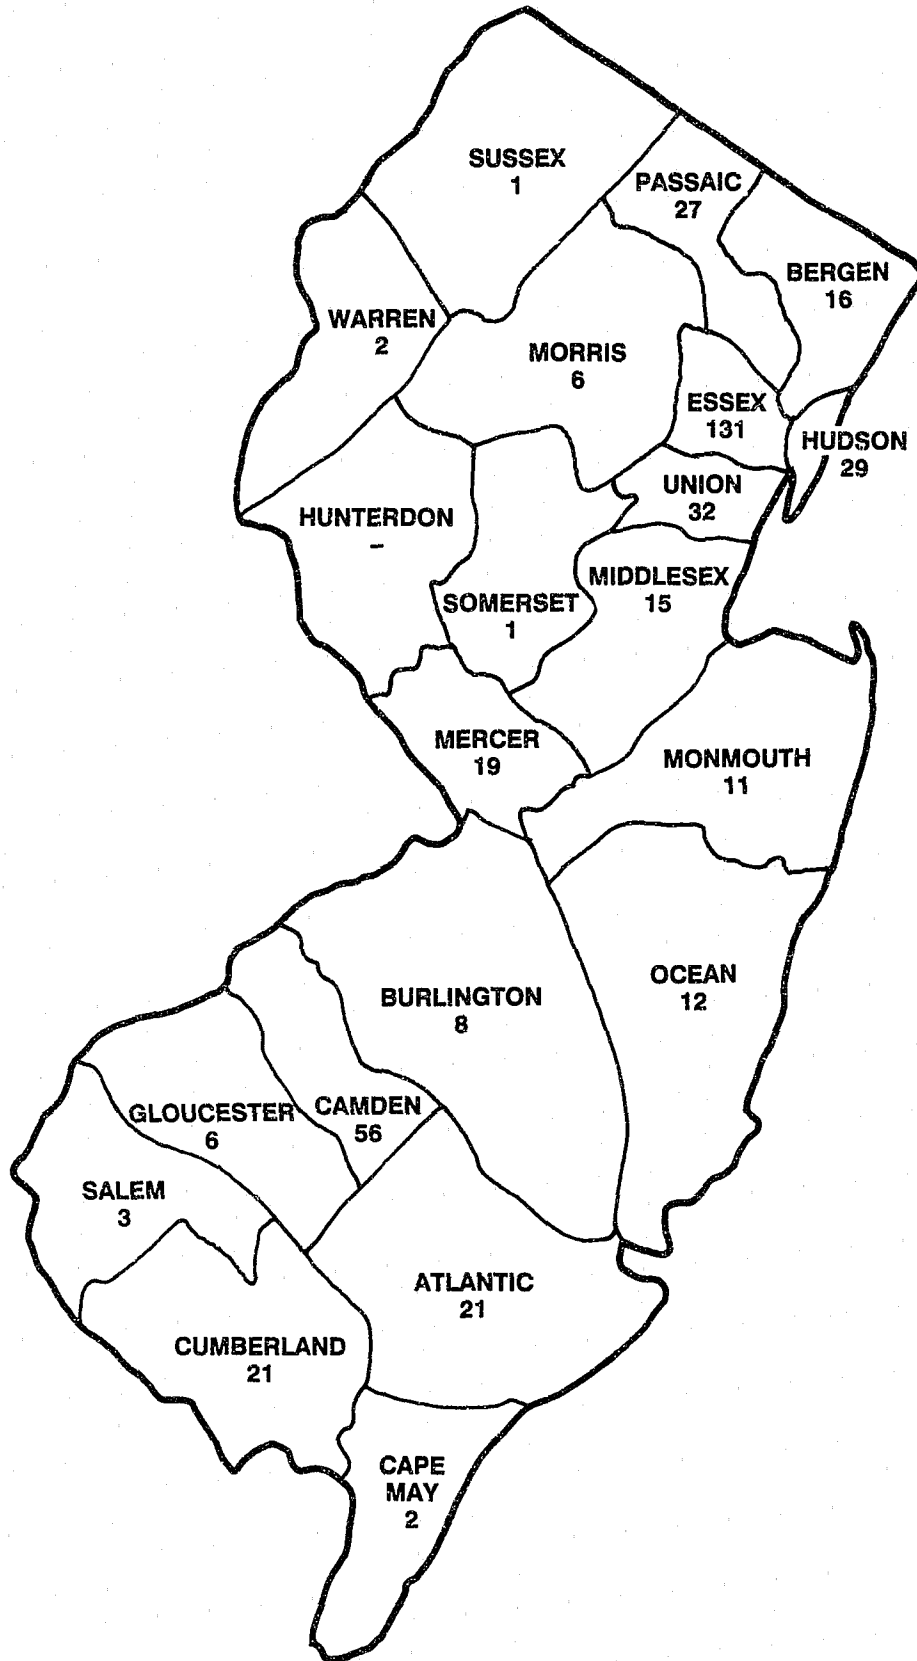 SUSSEX
1
PASSAIC
27
BERGEN
16
WARREN
2
MORRIS
6
ESSEX
131
HUDSON
29
UNION
32
HUNTERDON
–
MIDDLESEX
15
SOMERSET
1
MERCER
19
MONMOUTH
11
OCEAN
12
BURLINGTON
8
GLOUCESTER
6
CAMDEN
56
SALEM
3
ATLANTIC
21
CUMBERLAND
21
CAPE
MAY
2